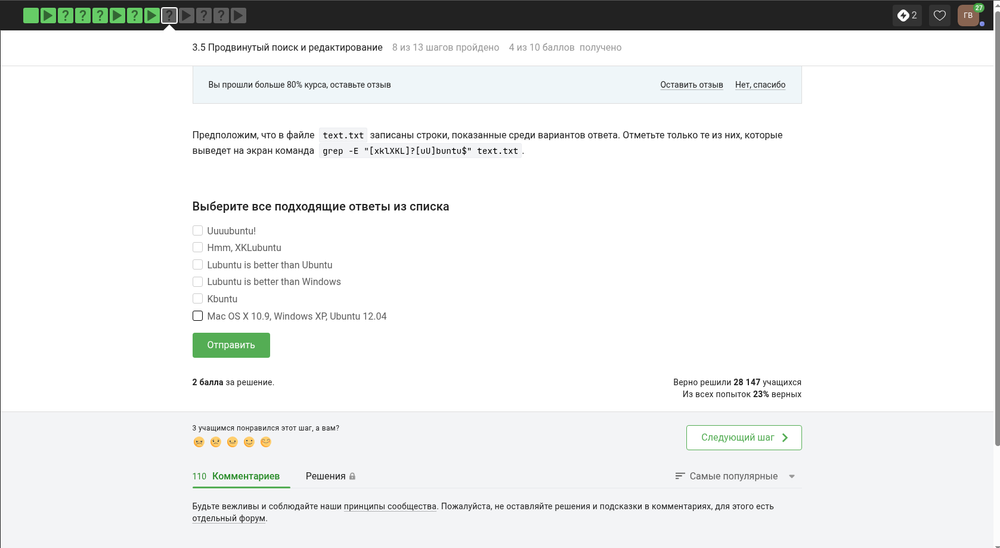 2
27
ГВ
3.5 Продвинутый поиск и редактирование 8 из 13 шагов пройдено 4 из 10 баллов получено
Вы прошли больше 80% курса, оставьте отзыв Оставить отзыв Нет, спасибо
Предположим, что в файле text.txt записаны строки, показанные среди вариантов ответа. Отметьте только те из них, которые
выведет на экран команда grep -E "[xklXKL]?[uU]buntu$" text.txt.
Выберите все подходящие ответы из списка
Uuuubuntu!
Hmm, XKLubuntu
Lubuntu is better than Ubuntu
Lubuntu is better than Windows
Kbuntu
Mac OS X 10.9, Windows XP, Ubuntu 12.04
Отправить
2 балла за решение. Верно решили 28 147 учащихся
Из всех попыток 23% верных
3 учащимся понравился этот шаг, а вам?
Следующий шаг
110 Комментариев Решения Самые популярные
Будьте вежливы и соблюдайте наши принципы сообщества. Пожалуйста, не оставляйте решения и подсказки в комментариях, для этого есть
отдельный форум.